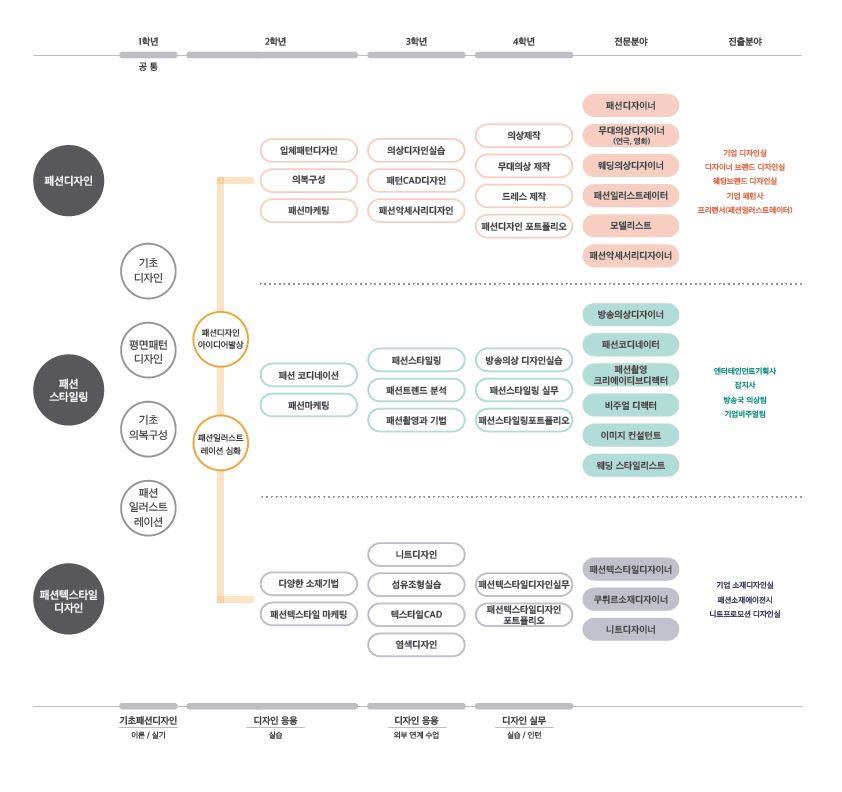 1학년
2학년
3학년
4학년
전문분야
진출분야
공 통
패션디자인
입체패턴디자인
의복구성
패션마케팅
의상디자인실습
패턴CAD디자인
패션악세사리디자인
의상제작
무대의상 제작
드레스 제작
패션디자인 포트폴리오
패션디자이너
무대의상디자이너
(연극, 영화)
웨딩의상디자이너
패션일러스트레이터
모델리스트
패션악세서리디자이너
기업 디자인실
디자이너 브랜드 디자인실
웨딩브랜드 디자인실
기업 패턴사
프리랜서(패션일러스트레이터)
기초
디자인
평면패턴
디자인
기초
의복구성
패션
일러스트
레이션
패션디자인
아이디어발상
패션일러스트
레이션 심화
패션
스타일링
패션 코디네이션
패션마케팅
패션스타일링
패션트렌드 분석
패션촬영과 기법
방송의상 디자인실습
패션스타일링 실무
패션스타일링포트폴리오
방송의상디자이너
패션코디네이터
패션촬영
크리에이티브디렉터
비주얼 디렉터
이미지 컨설턴트
웨딩 스타일리스트
엔터테인먼트기획사
잡지사
방송국 의상팀
기업비주얼팀
패션텍스타일
디자인
다양한 소재기법
패션텍스타일 마케팅
니트디자인
섬유조형실습
텍스타일CAD
염색디자인
패션텍스타일디자인실무
패션텍스타일디자인
포트폴리오
패션텍스타일디자이너
쿠튀르소재디자이너
니트디자이너
기업 소재디자인실
패션소재에이젼시
니트프로모션 디자인실
기초패션디자인
이론 / 실기
디자인 응용
실습
디자인 응용
외부 연계 수업
디자인 실무
실습 / 인턴